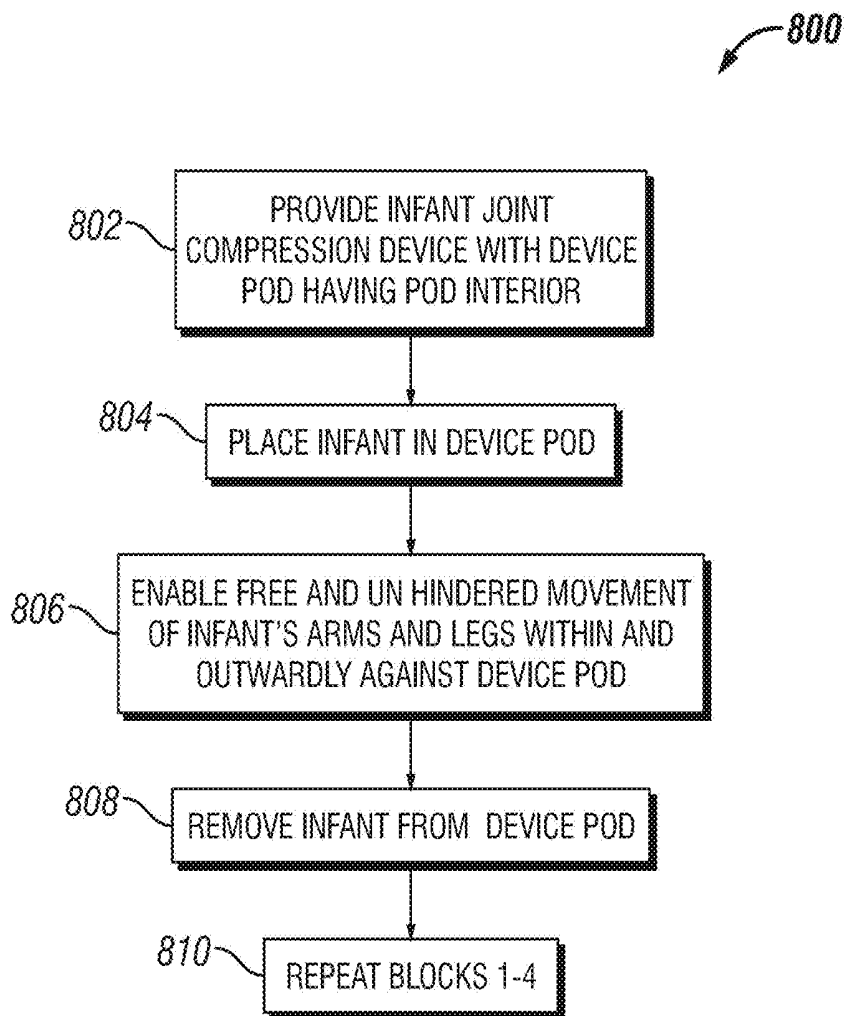 800
802
PROVIDE INFANT JOINT
COMPRESSION DEVICE WITH DEVICE
POD HAVING POD INTERIOR
804
PLACE INFANT IN DEVICE POD
806
ENABLE FREE AND UN HINDERED MOVEMENT
OF INFANT'S ARMS AND LEGS WITHIN AND
OUTWARDLY AGAINST DEVICE POD
808
REMOVE INFANT FROM DEVICE POD
810
REPEAT BLOCKS 1-4